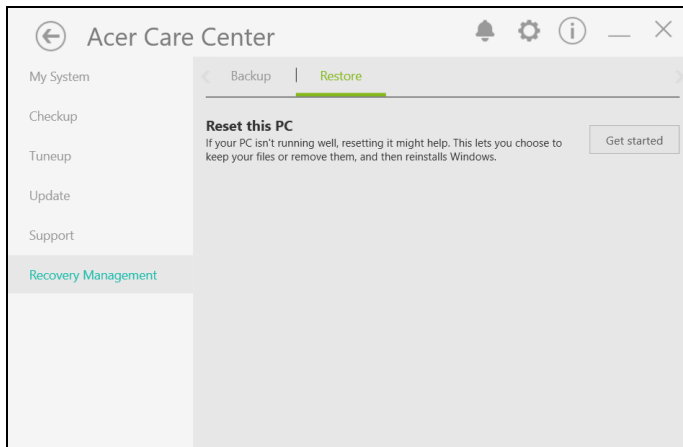 Acer Care Center
My System
Checkup
Tuneup
Update
Support
Recovery Management
Backup
Restore
Reset this PC
If your PC isn't running well, resetting it might help. This lets you choose to
keep your files or remove them, and then reinstalls Windows.
Get started